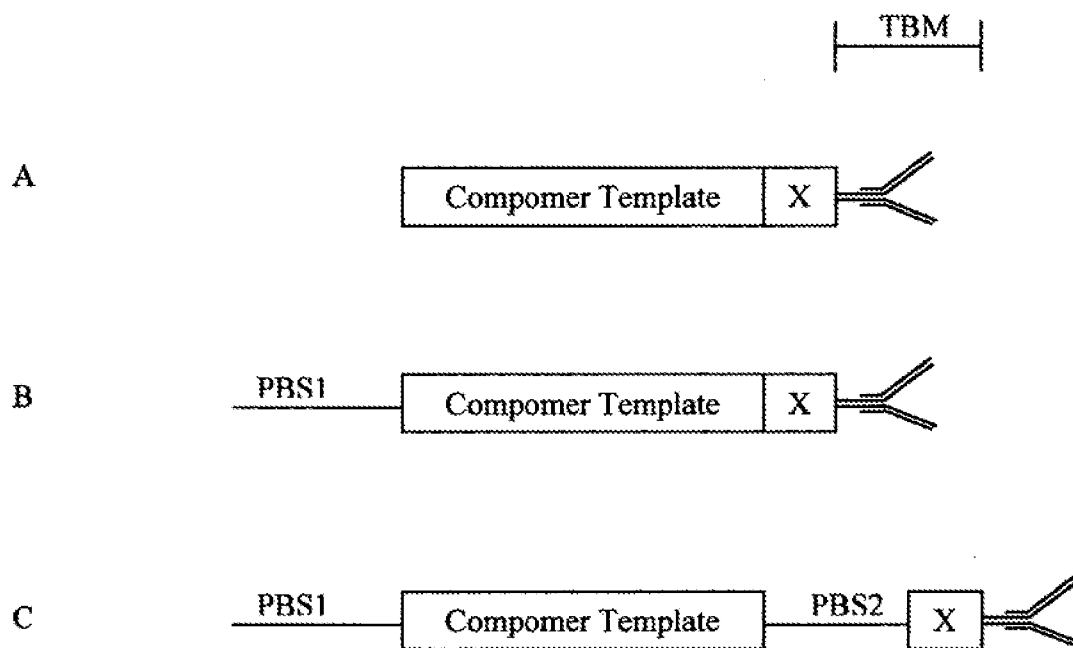 TBM
A Compomer Template X
B PBS1 Compomer Template X
C PBS1 Compomer Template PBS2 X